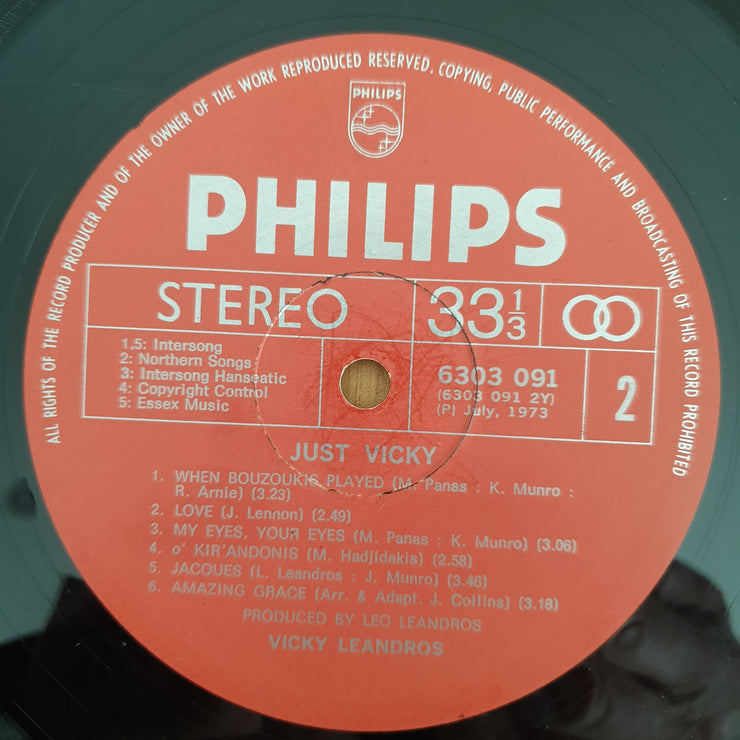 ALL RIGHTS OF THE RECORD PRODUCER AND OF THE OWNER OF THE WORK REPRODUCED RESERVED. COPYING, PUBLIC PERFORMANCE AND BROADCASTING OF THIS RECORD PROHIBITED
PHILIPS
PHILIPS
STEREO
33 1/3
1,5: Intersong
2: Northern Songs
3: Intersong Hanseatic
4: Copyright Control
5: Essex Music
6303 091
(6303 091 2Y)
(P) July, 1973
2
JUST VICKY
1. WHEN BOUZOUKIS PLAYED (M. Panas : K. Munro :
R. Arnie) (3.23)
2. LOVE (J. Lennon) (2.49)
3. MY EYES, YOUR EYES (M. Panas : K. Munro) (3.06)
4. o' KIR'ANDONIS (M. Hadjidakis) (2.58)
5. JACQUES (L. Leandros : J. Munro) (3.46)
6. AMAZING GRACE (Arr. & Adapt. J. Collins) (3.18)
PRODUCED BY LEO LEANDROS
VICKY LEANDROS